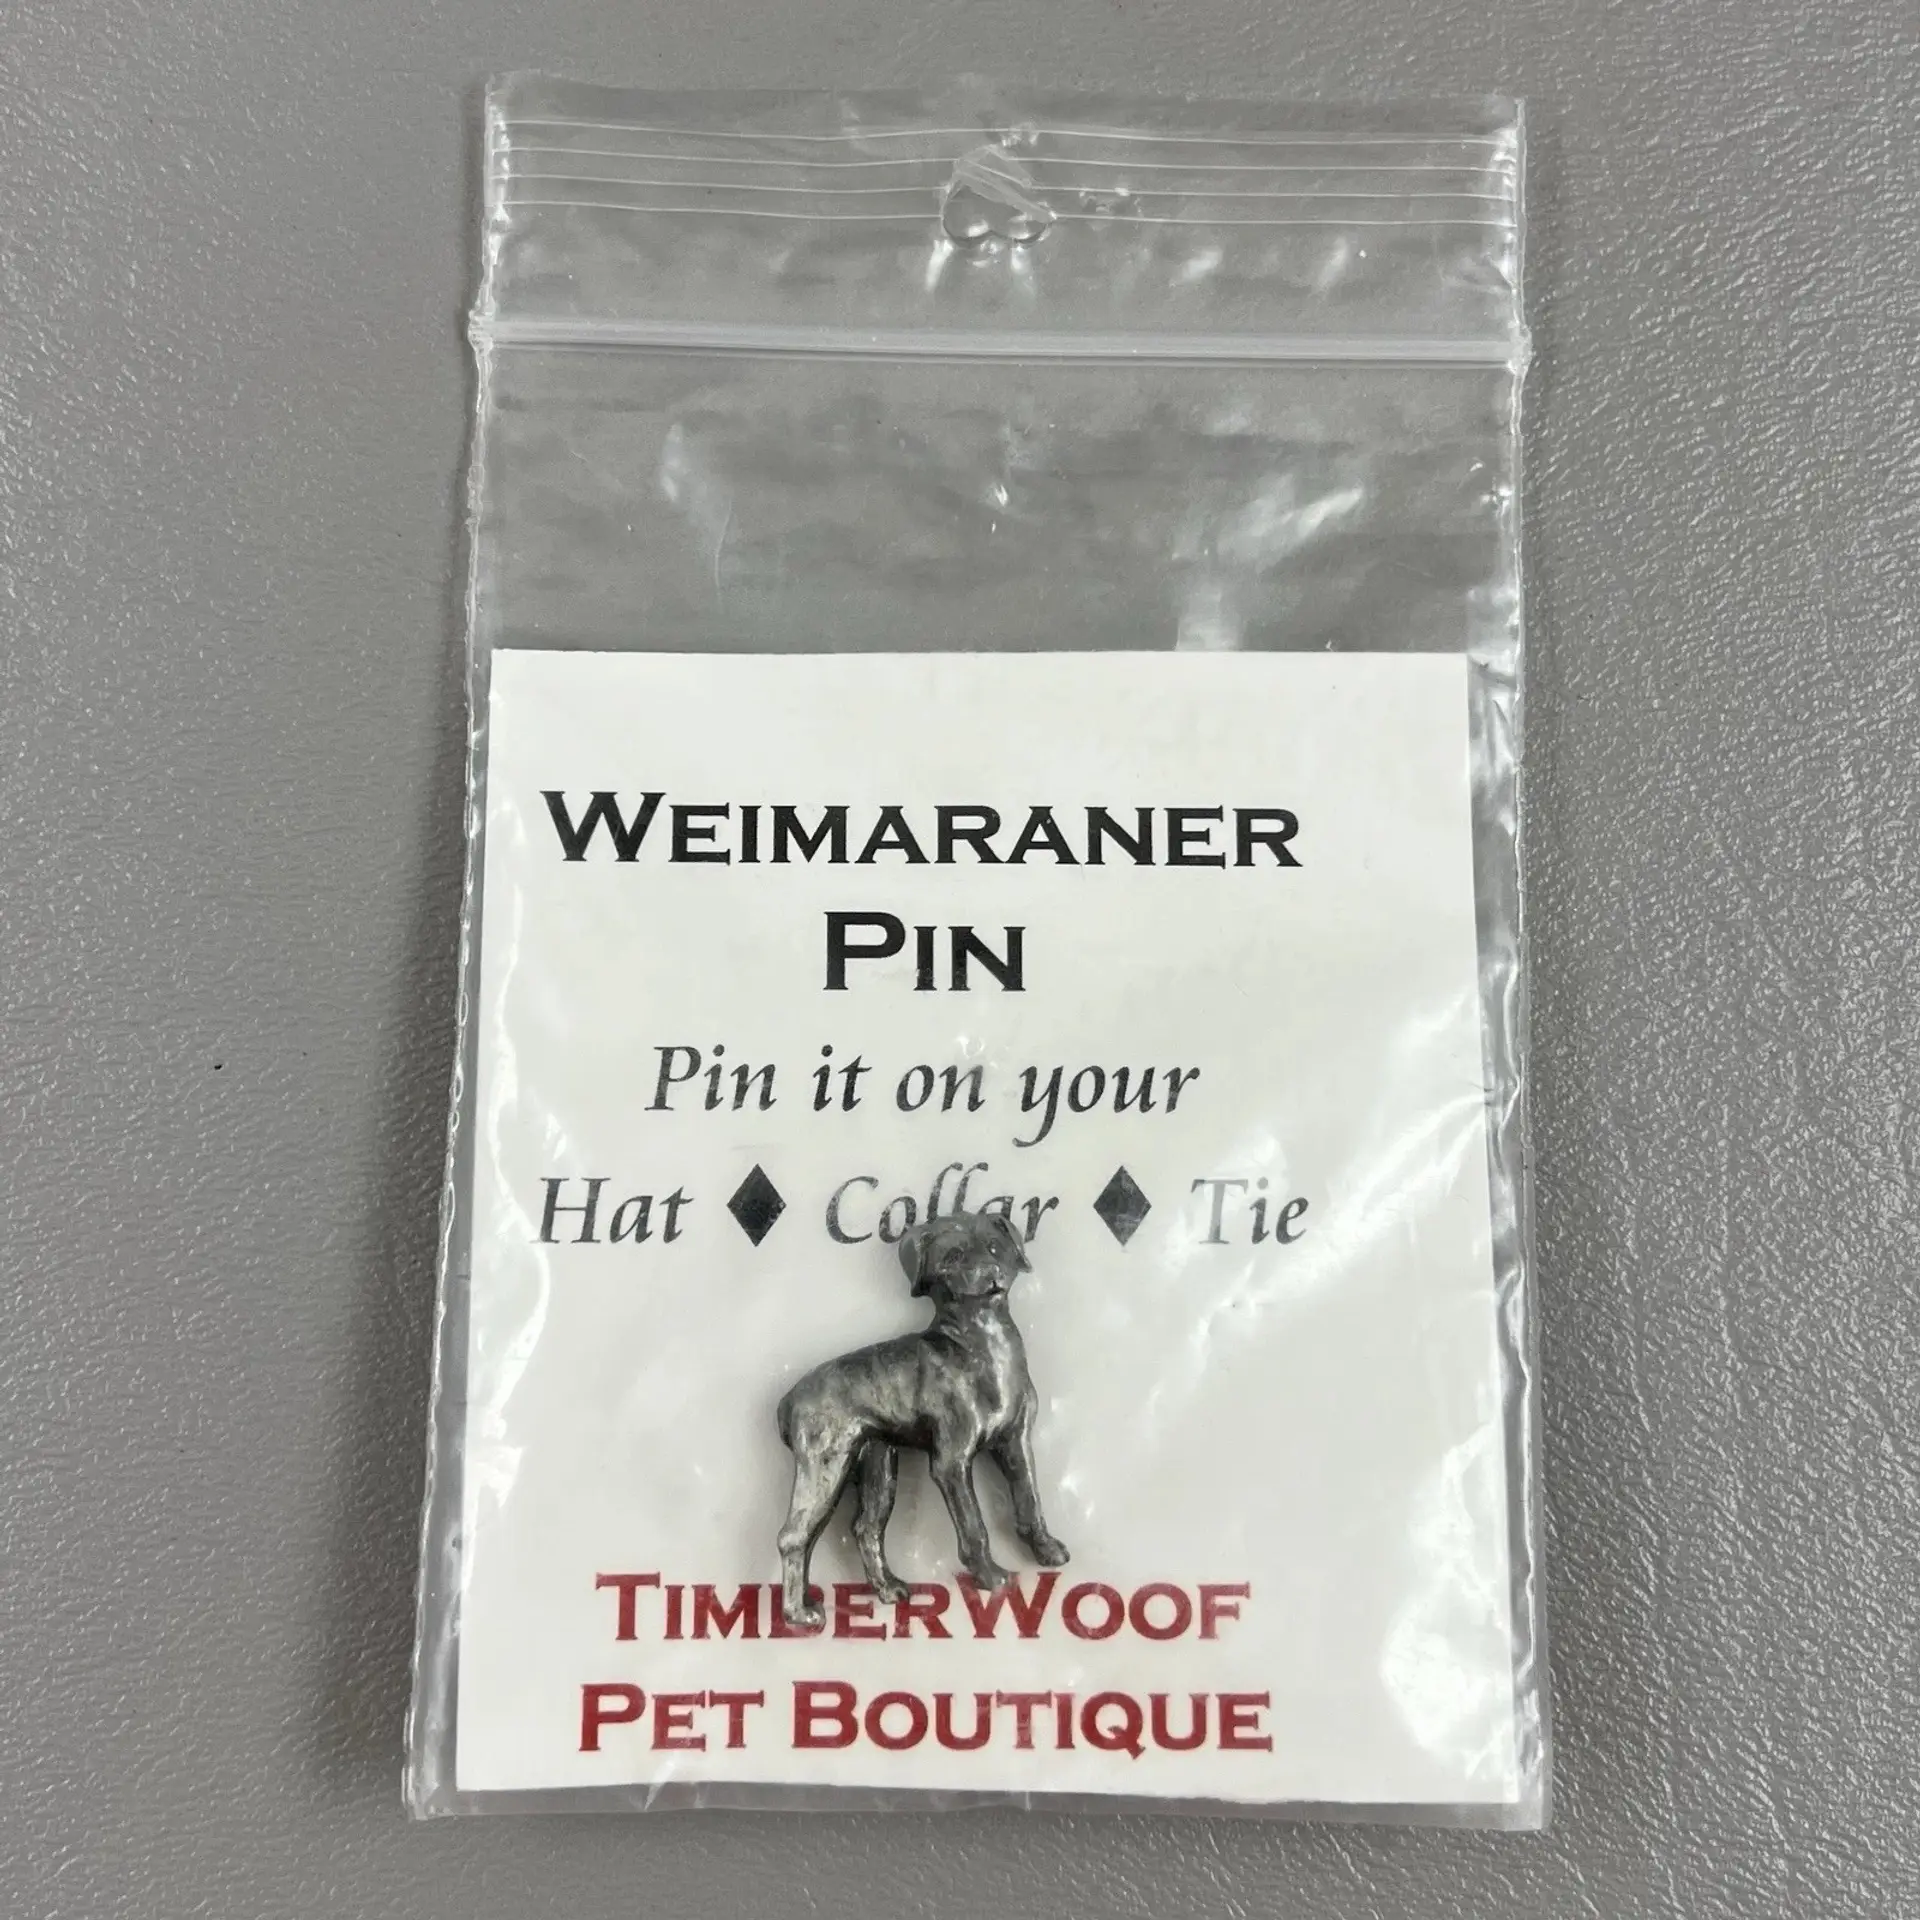 WEIMARANER
PIN
Pin it on your
Hat ♦ Collar ♦ Tie
TIMBERWOOF
PET BOUTIQUE